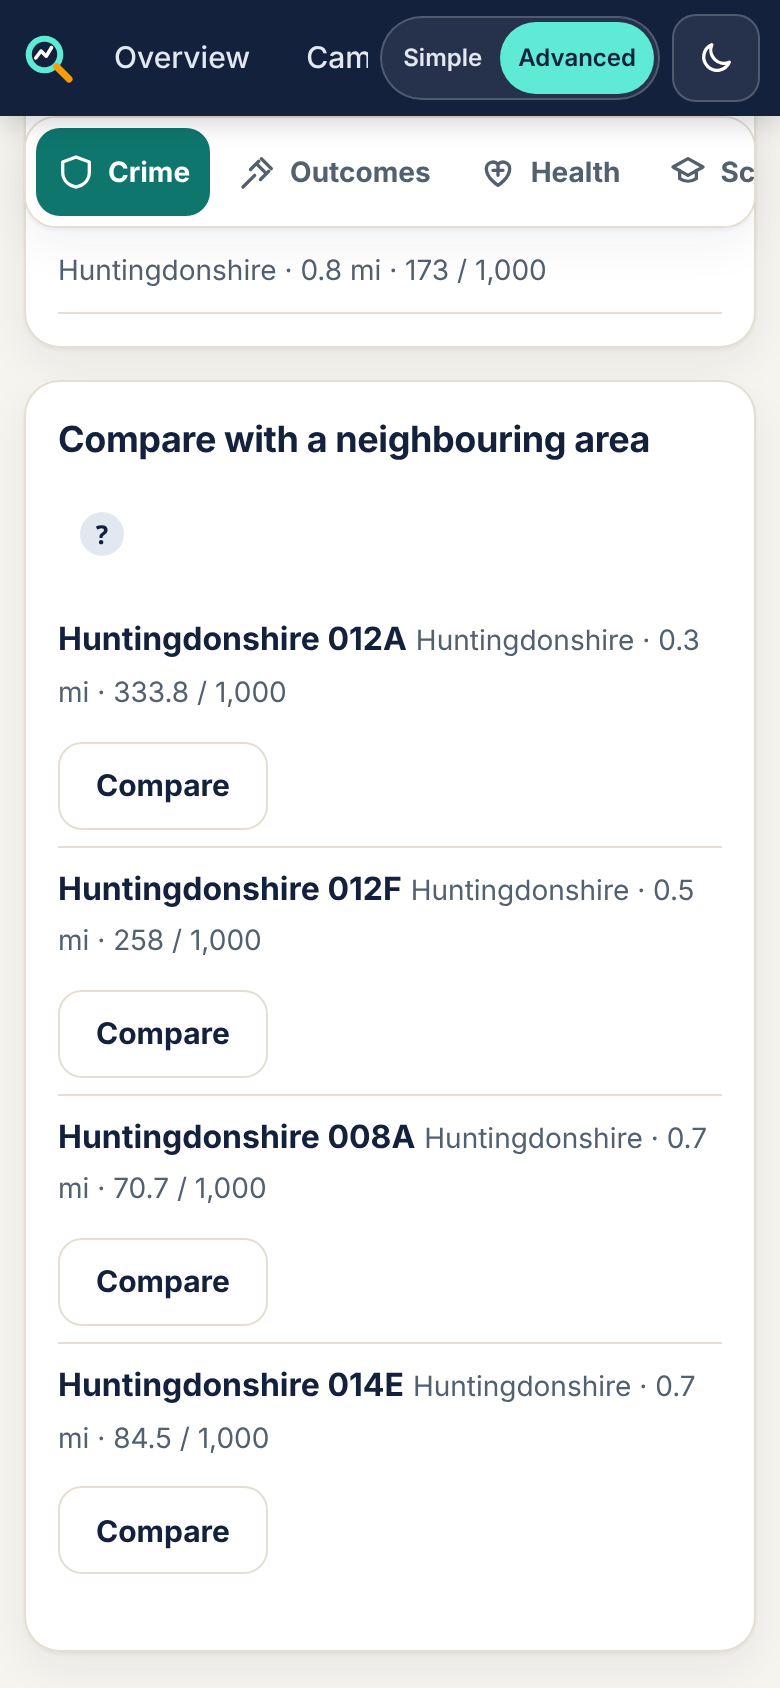 Overview Cam Simple Advanced
Crime Outcomes Health Sc
Huntingdonshire · 0.8 mi · 173 / 1,000
Compare with a neighbouring area
?
Huntingdonshire 012A Huntingdonshire · 0.3
mi · 333.8 / 1,000
Compare
Huntingdonshire 012F Huntingdonshire · 0.5
mi · 258 / 1,000
Compare
Huntingdonshire 008A Huntingdonshire · 0.7
mi · 70.7 / 1,000
Compare
Huntingdonshire 014E Huntingdonshire · 0.7
mi · 84.5 / 1,000
Compare